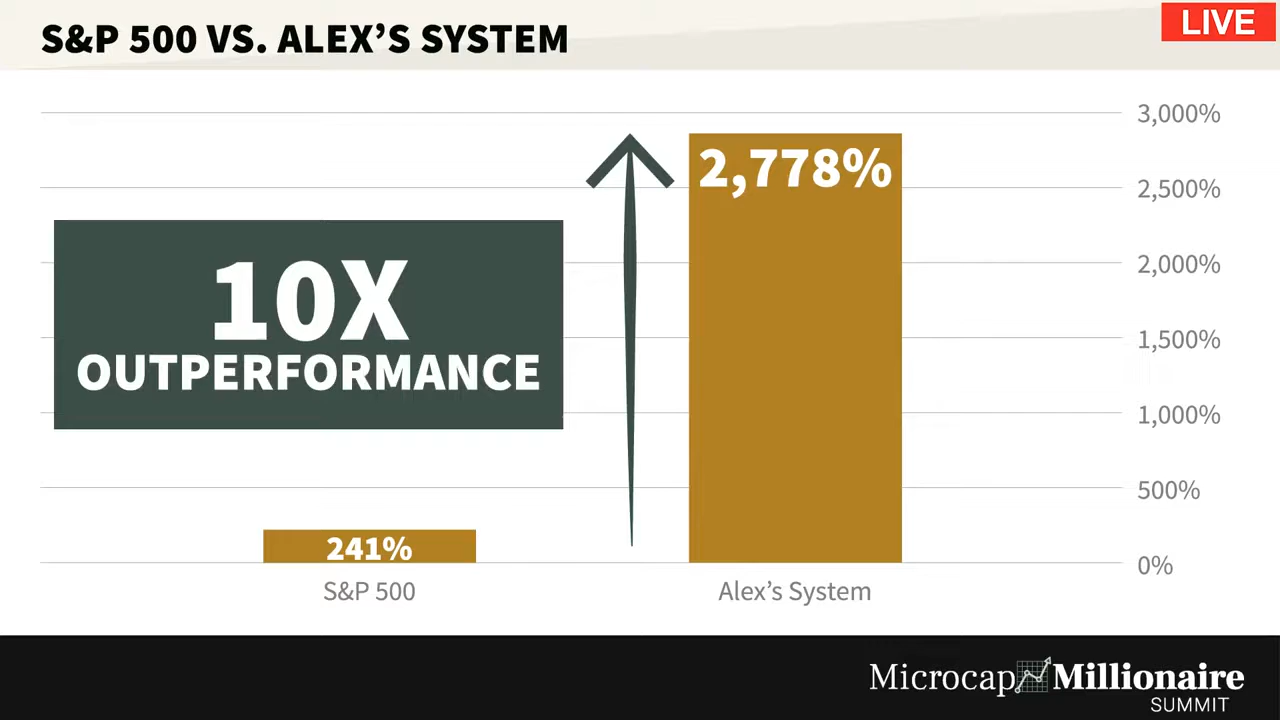 S&P 500 VS. ALEX’S SYSTEM
LIVE
3,000%
2,778%
2,500%
10X
OUTPERFORMANCE
2,000%
1,500%
1,000%
500%
241%
0%
S&P 500
Alex’s System
Microcap Millionaire
SUMMIT